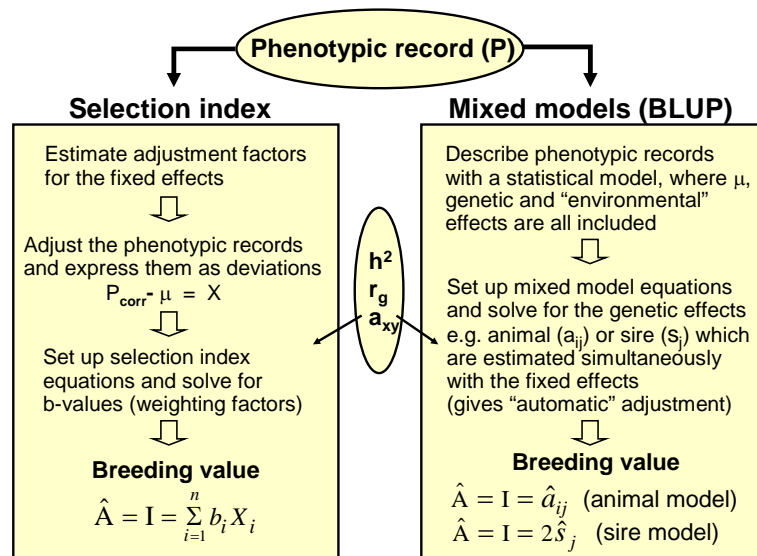 Phenotypic record (P)
Selection index
Estimate adjustment factors
for the fixed effects
Adjust the phenotypic records
and express them as deviations
P_corr- μ = X
Set up selection index
equations and solve for
b-values (weighting factors)
Breeding value
Â = I = Σ_{i=1}^{n} b_i X_i
h²
r_g
a_xy
Mixed models (BLUP)
Describe phenotypic records
with a statistical model, where μ,
genetic and “environmental”
effects are all included
Set up mixed model equations
and solve for the genetic effects
e.g. animal (a_ij) or sire (s_j) which
are estimated simultaneously
with the fixed effects
(gives “automatic” adjustment)
Breeding value
Â = I = â_ij (animal model)
Â = I = 2ŝ_j (sire model)